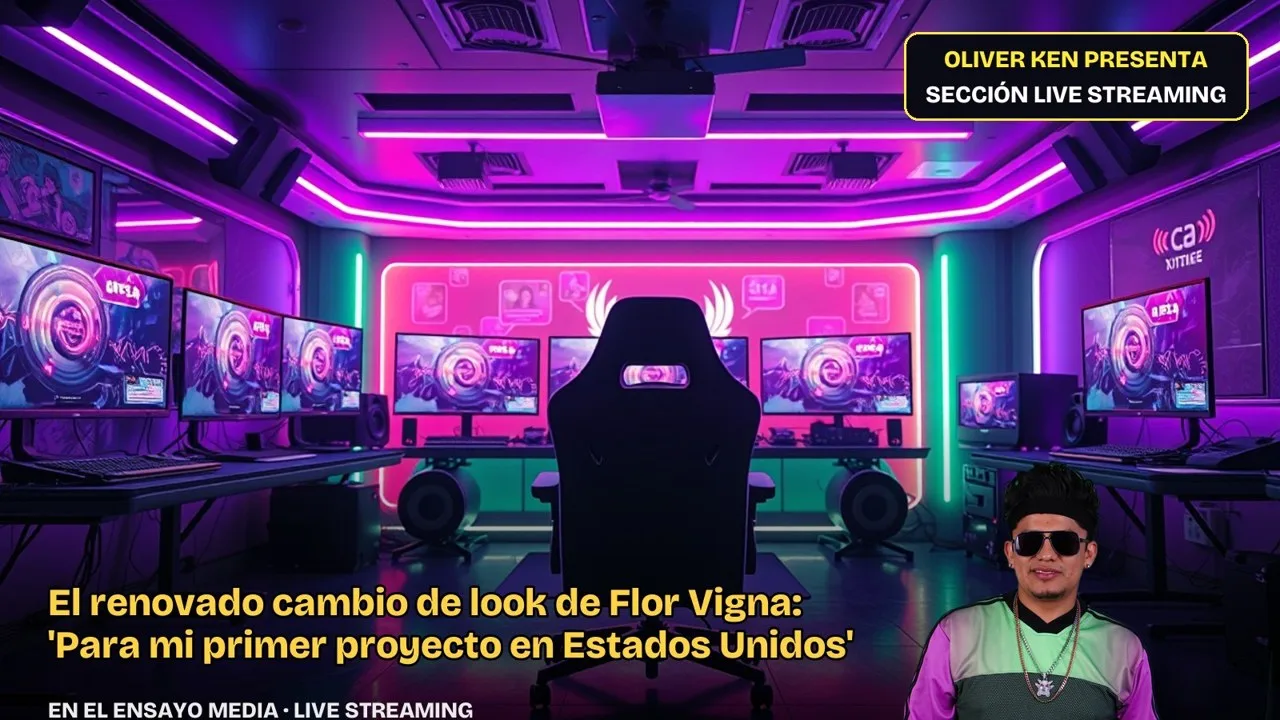 OLIVER KEN PRESENTA
SECCIÓN LIVE STREAMING
El renovado cambio de look de Flor Vigna:
'Para mi primer proyecto en Estados Unidos'
EN EL ENSAYO MEDIA · LIVE STREAMING